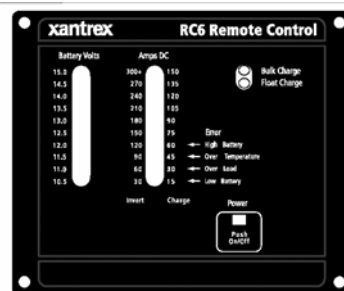 xantrex RC6 Remote Control
Battery Volts Amps DC
15.0 300+ 150
14.5 270 135
14.0 240 120
13.5 210 105
13.0 180 90
12.5 150 75
12.0 120 60
11.5 90 45
11.0 60 30
10.5 30 15
Invert Charge
Bulk Charge
Float Charge
Error
High Battery
Over Temperature
Over Load
Low Battery
Power
Push
On/Off